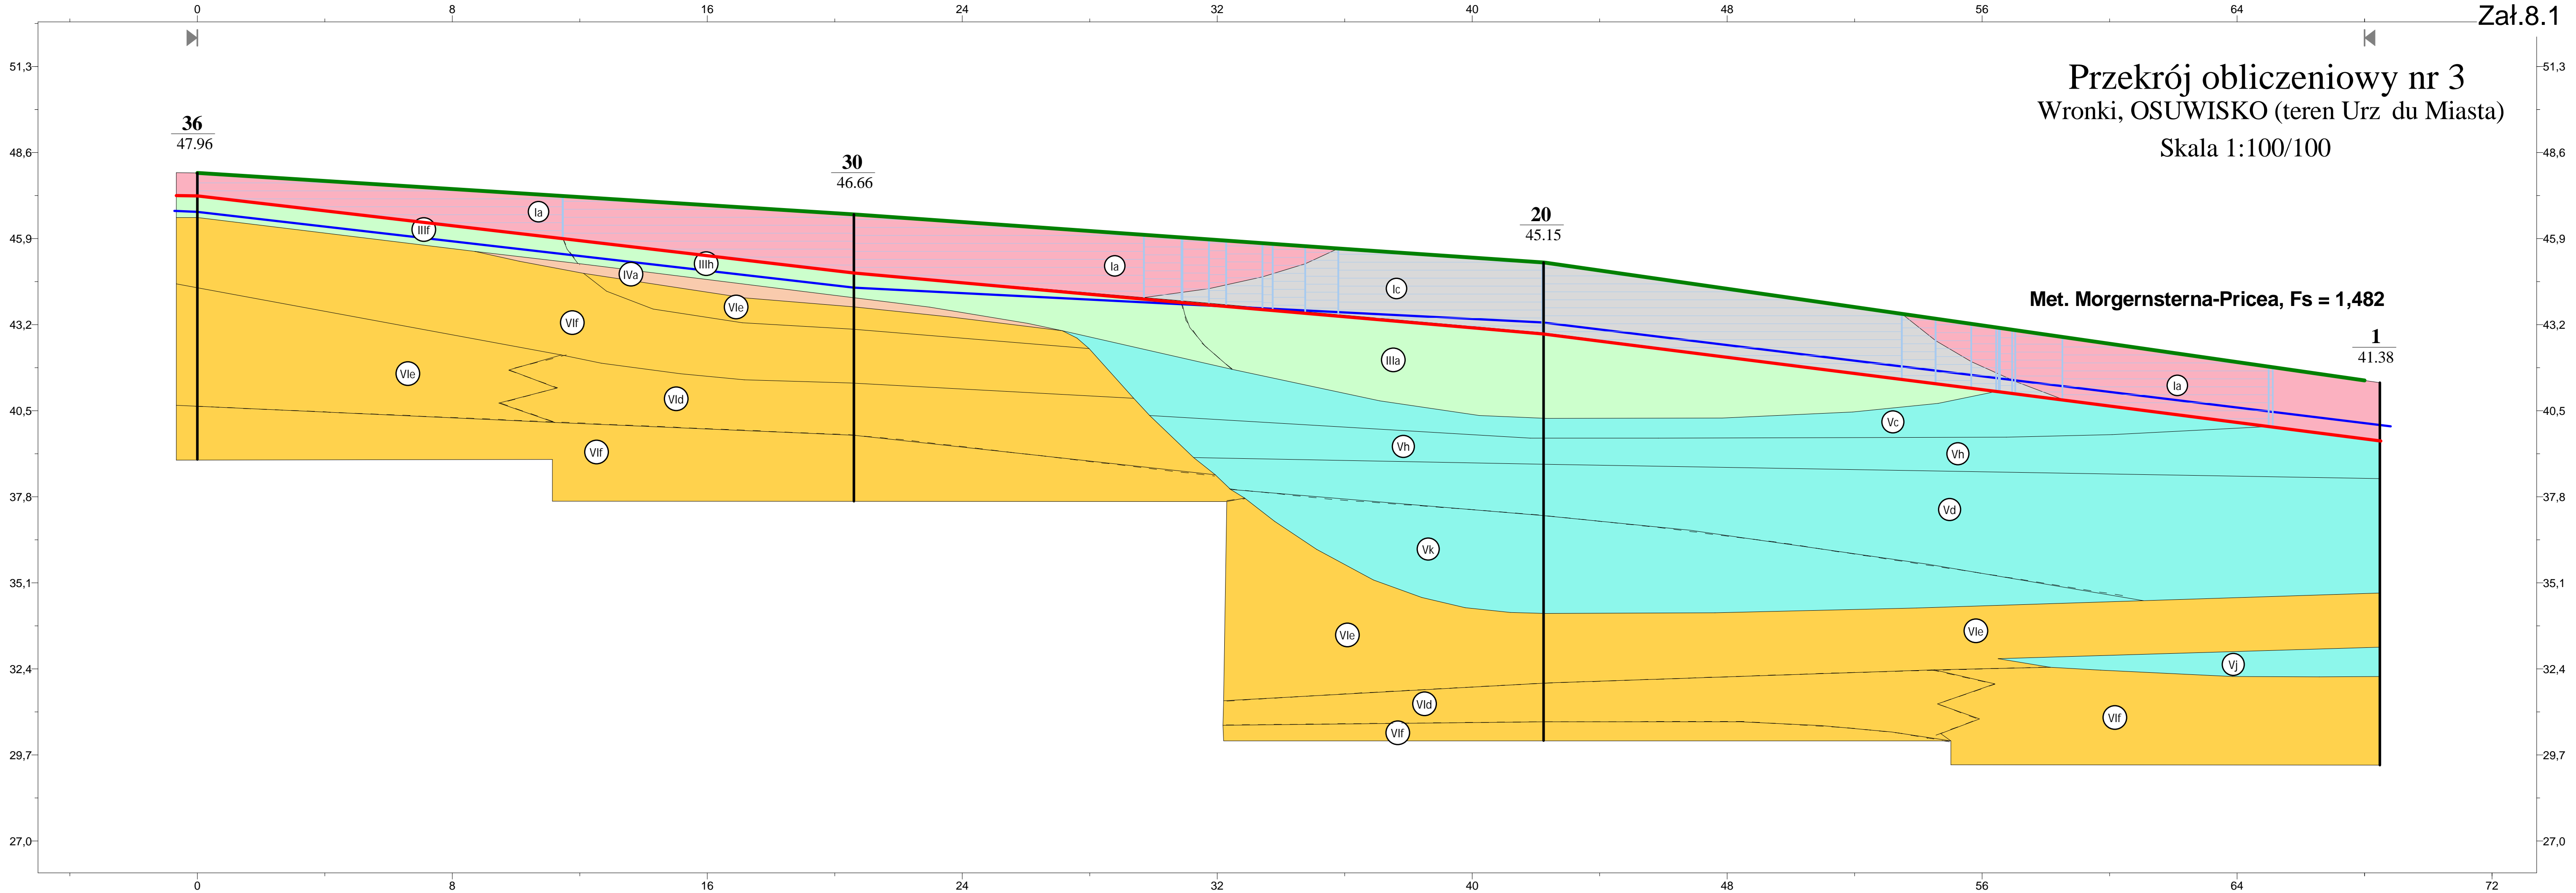 0 8 16 24 32 40 48 56 64
Zał.8.1
51,3 51,3
Przekrój obliczeniowy nr 3
Wronki, OSUWISKO (teren Urz du Miasta)
Skala 1:100/100
36
47.96
48,6 48,6
30
46.66
20
45.15
Ia
IIIf
45,9 45,9
IIIh
Ia
IVa
Ic
Met. Morgernsterna-Pricea, Fs = 1,482
VIe
VIf
43,2 43,2
1
41.38
IIIa
VIe
Ia
VId
40,5 40,5
Vc
Vh
VIf
Vh
37,8 37,8
Vd
Vk
35,1 35,1
VIe
VIe
32,4 32,4
Vj
VId
VIf
VIf
29,7 29,7
27,0 27,0
0 8 16 24 32 40 48 56 64 72